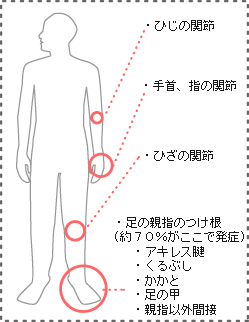 ・ひじの関節
・手首、指の関節
・ひざの関節
・足の親指のつけ根
（約７０％がここで発症）
・アキレス腱
・くるぶし
・かかと
・足の甲
・親指以外間接